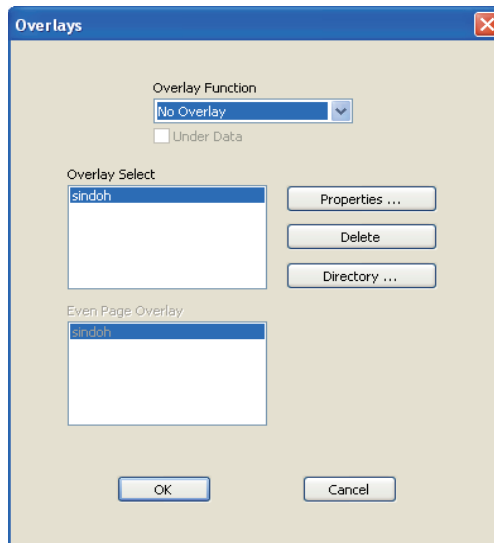 Overlays
Overlay Function
No Overlay
Under Data
Overlay Select
sindoh
Properties ...
Delete
Directory ...
Even Page Overlay
sindoh
OK
Cancel